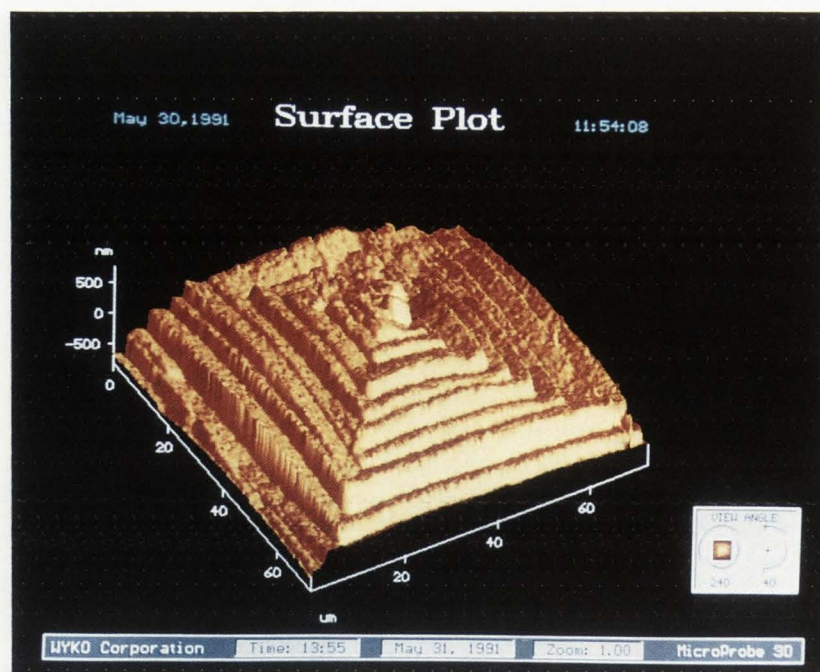 May 30,1991 Surface Plot 11:54:08
nm
500
0
-500
0
20
40
60
20
40
60
um
VIEW ANGLE
240 40
WYKO Corporation Time: 13:55 May 31, 1991 Zoom: 1.00 MicroProbe 3D